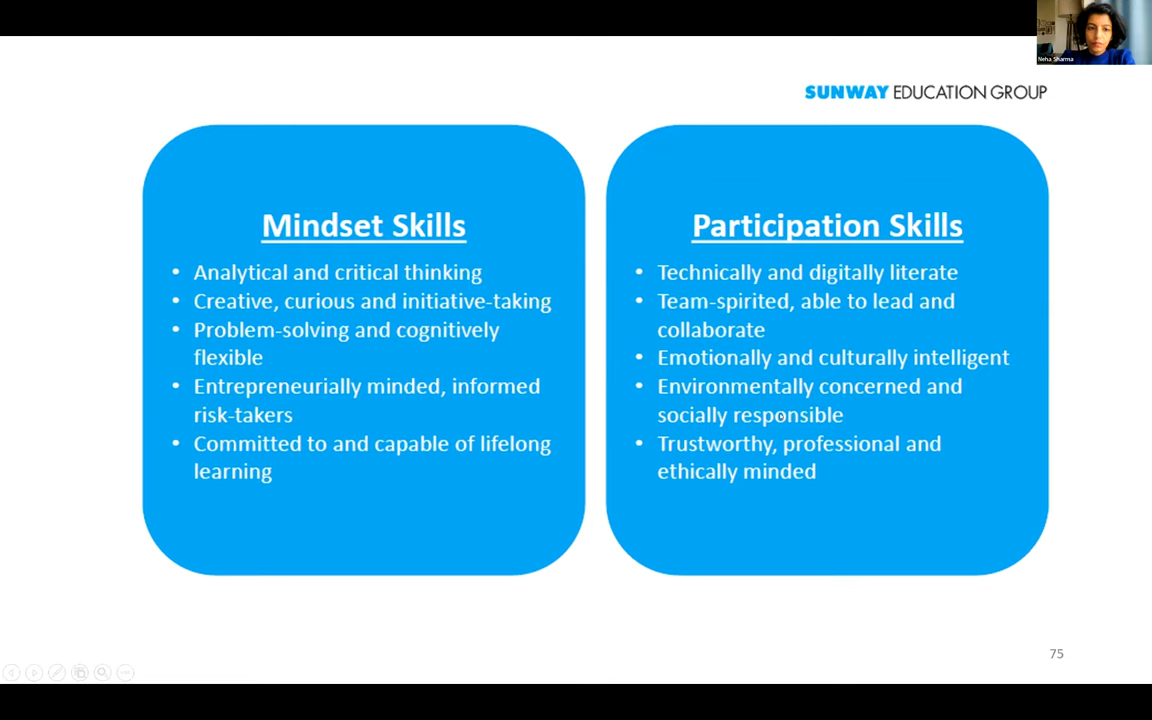 Neha Sharma
SUNWAY EDUCATION GROUP
Mindset Skills
• Analytical and critical thinking
• Creative, curious and initiative-taking
• Problem-solving and cognitively
flexible
• Entrepreneurially minded, informed
risk-takers
• Committed to and capable of lifelong
learning
Participation Skills
• Technically and digitally literate
• Team-spirited, able to lead and
collaborate
• Emotionally and culturally intelligent
• Environmentally concerned and
socially responsible
• Trustworthy, professional and
ethically minded
75